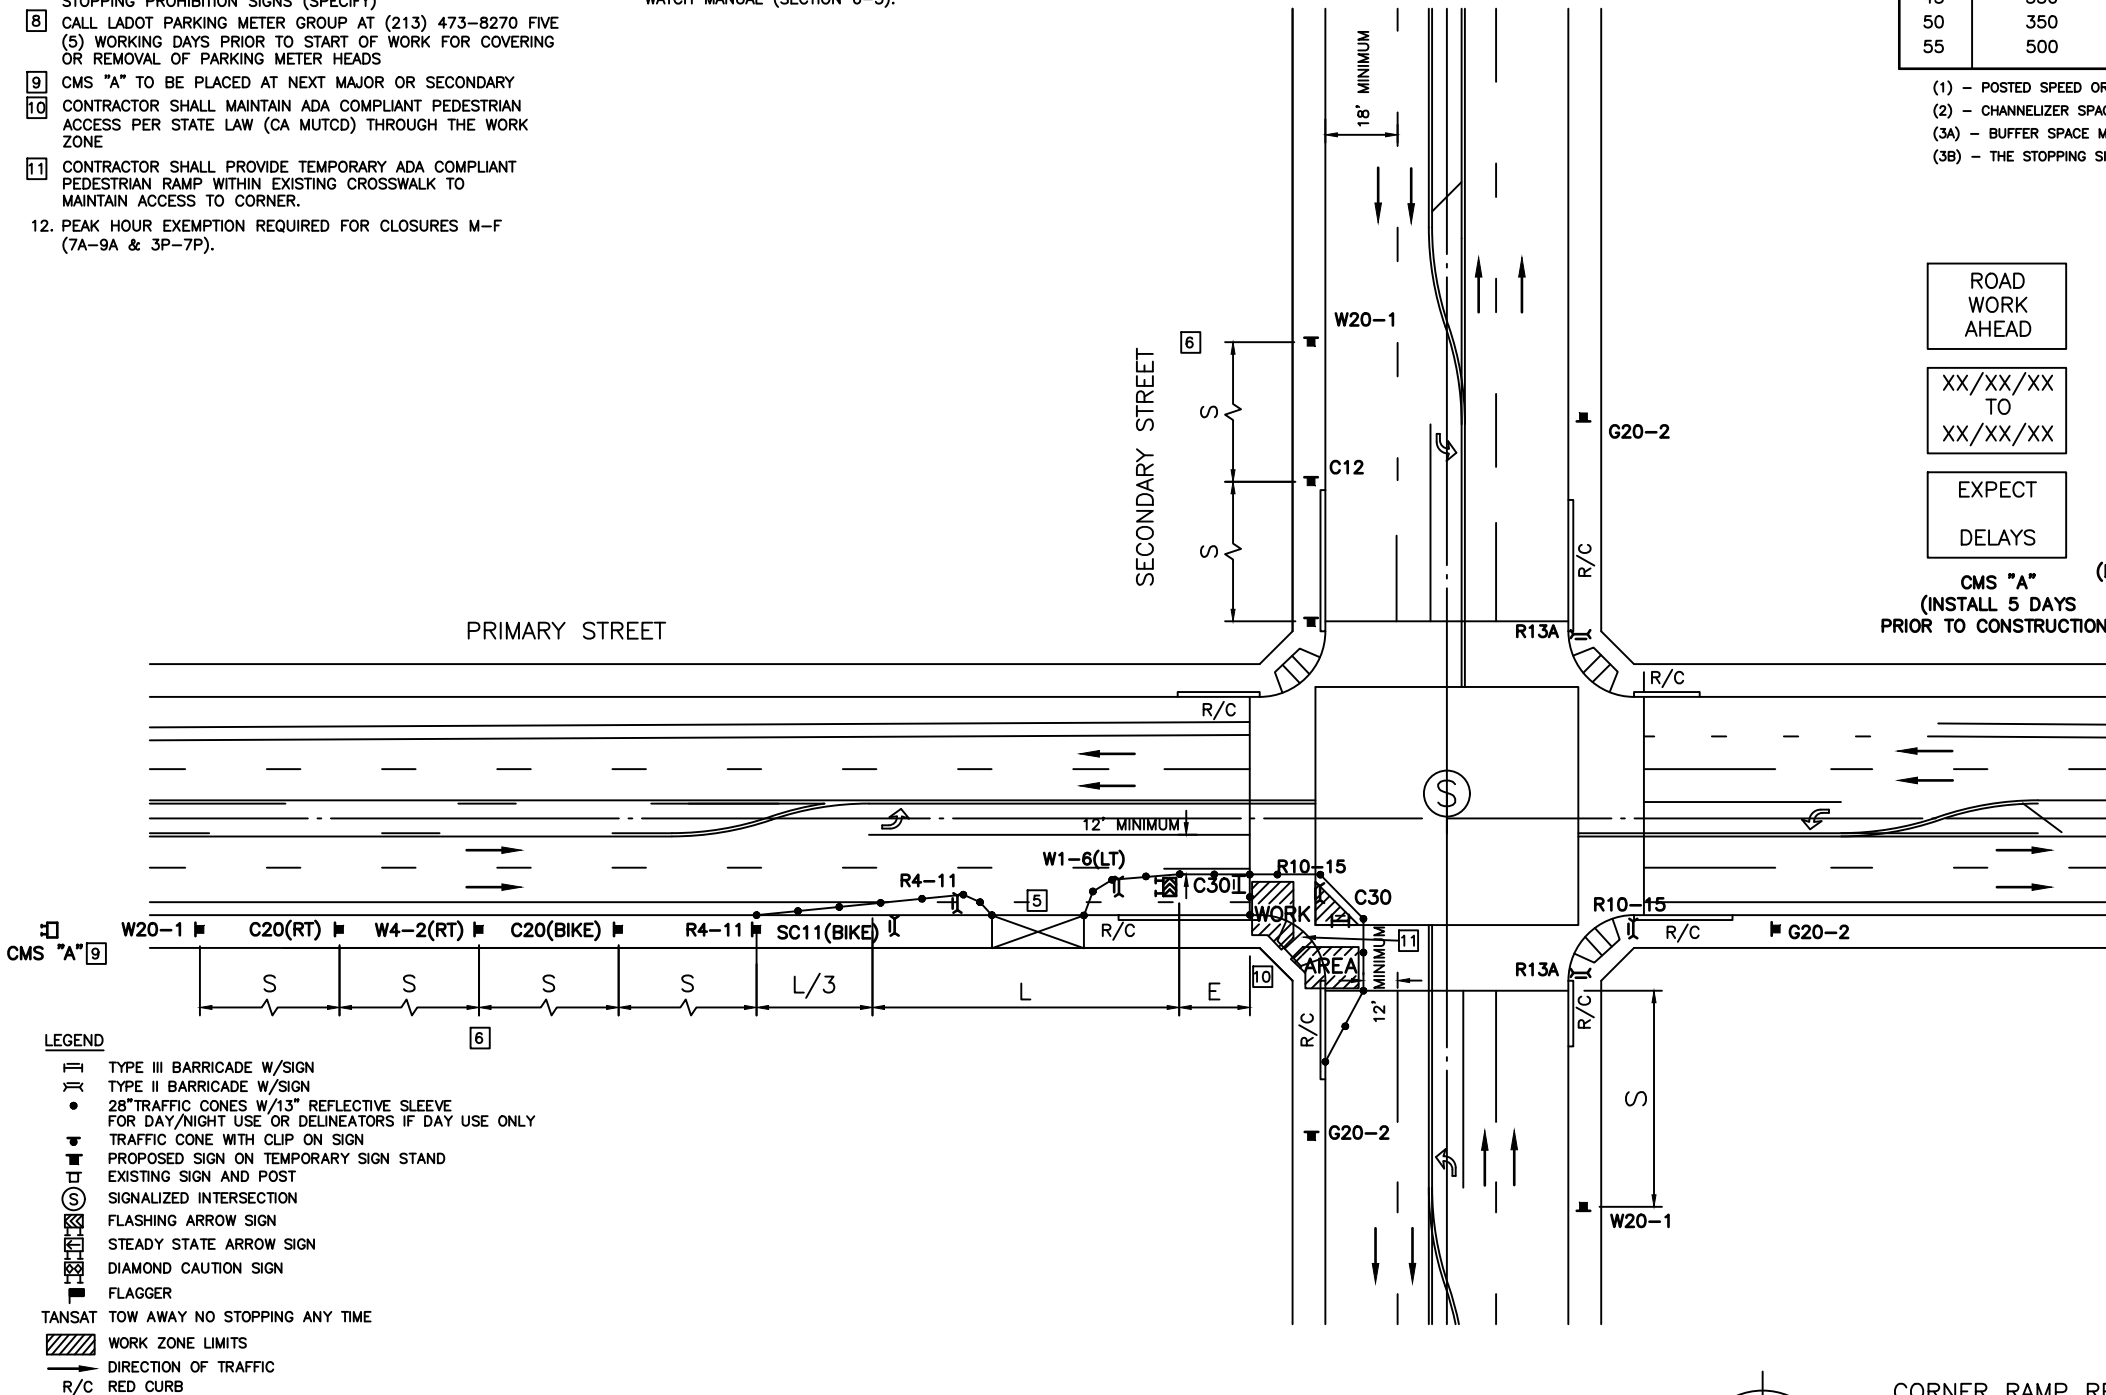 STOPPING PROHIBITION SIGNS (SPECIFY)
8 CALL LADOT PARKING METER GROUP AT (213) 473-8270 FIVE
(5) WORKING DAYS PRIOR TO START OF WORK FOR COVERING
OR REMOVAL OF PARKING METER HEADS
9 CMS "A" TO BE PLACED AT NEXT MAJOR OR SECONDARY
10 CONTRACTOR SHALL MAINTAIN ADA COMPLIANT PEDESTRIAN
ACCESS PER STATE LAW (CA MUTCD) THROUGH THE WORK
ZONE
11 CONTRACTOR SHALL PROVIDE TEMPORARY ADA COMPLIANT
PEDESTRIAN RAMP WITHIN EXISTING CROSSWALK TO
MAINTAIN ACCESS TO CORNER.
12. PEAK HOUR EXEMPTION REQUIRED FOR CLOSURES M-F
(7A-9A & 3P-7P).
WATCH MANUAL (SECTION 6-5).
50 350
55 500
(1) - POSTED SPEED OR
(2) - CHANNELIZER
(3A) - BUFFER SPACE
(3B) - THE STOPPING
ROAD
WORK
AHEAD
XX/XX/XX
TO
XX/XX/XX
EXPECT
DELAYS
CMS "A"
(INSTALL 5 DAYS
PRIOR TO CONSTRUCTION
18' MINIMUM
W20-1
6
S
C12
S
SECONDARY STREET
G20-2
R/C
R13A
PRIMARY STREET
R/C
R/C
S
12' MINIMUM
W1-6(LT)
R10-15
R4-11
C30
C30
5
WORK
AREA
11
10
12' MINIMUM
CMS "A" 9
W20-1
C20(RT)
W4-2(RT)
C20(BIKE)
R4-11
SC11(BIKE)
R/C
R10-15
R/C
G20-2
R13A
R/C
R/C
S
S
S
S
L/3
L
E
6
S
G20-2
W20-1
LEGEND
TYPE III BARRICADE W/SIGN
TYPE II BARRICADE W/SIGN
28"TRAFFIC CONES W/13" REFLECTIVE SLEEVE
FOR DAY/NIGHT USE OR DELINEATORS IF DAY USE ONLY
TRAFFIC CONE WITH CLIP ON SIGN
PROPOSED SIGN ON TEMPORARY SIGN STAND
EXISTING SIGN AND POST
S SIGNALIZED INTERSECTION
FLASHING ARROW SIGN
STEADY STATE ARROW SIGN
DIAMOND CAUTION SIGN
FLAGGER
TANSAT TOW AWAY NO STOPPING ANY TIME
WORK ZONE LIMITS
DIRECTION OF TRAFFIC
R/C RED CURB
CORNER RAMP